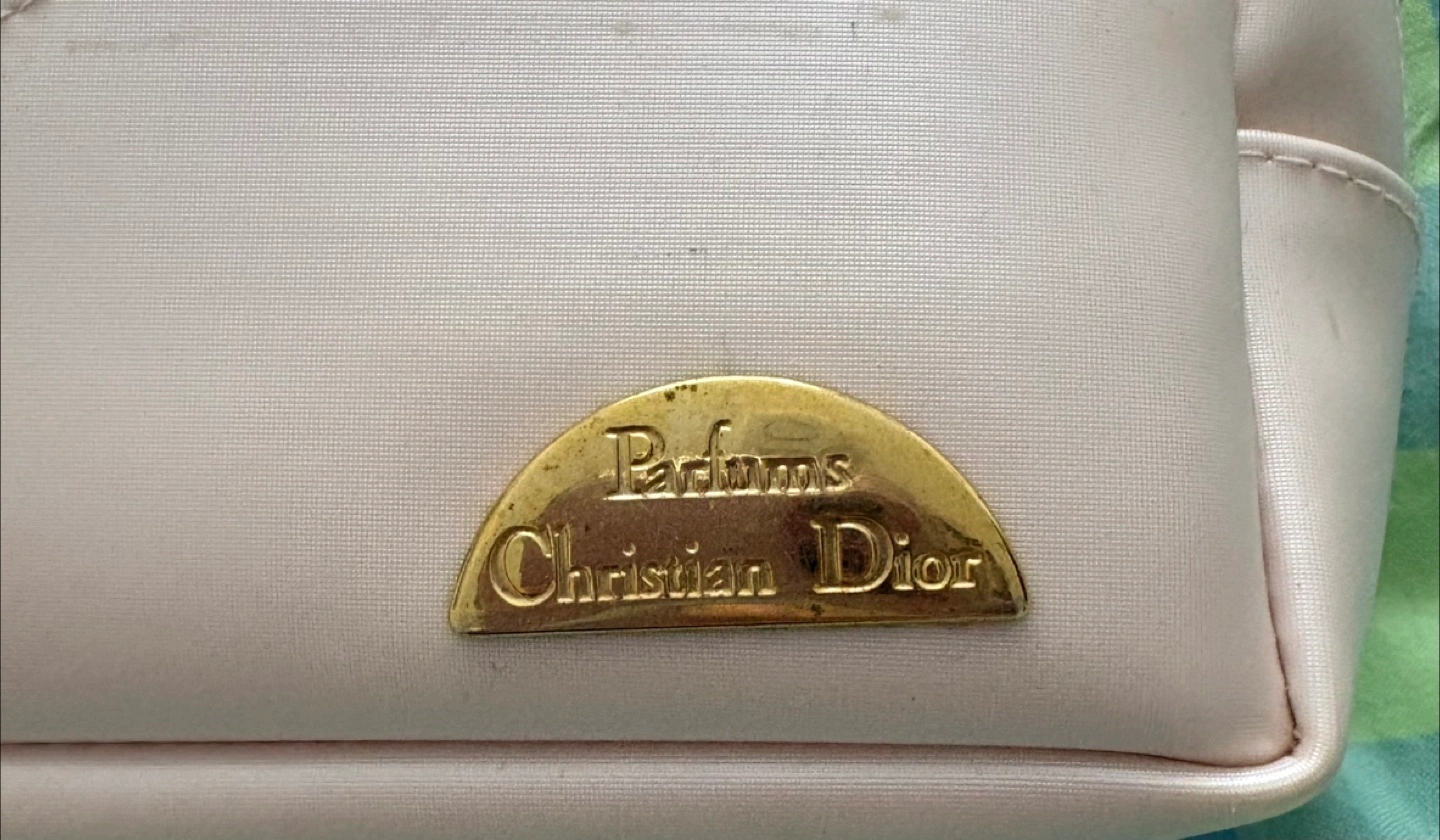 Parfums
Christian Dior